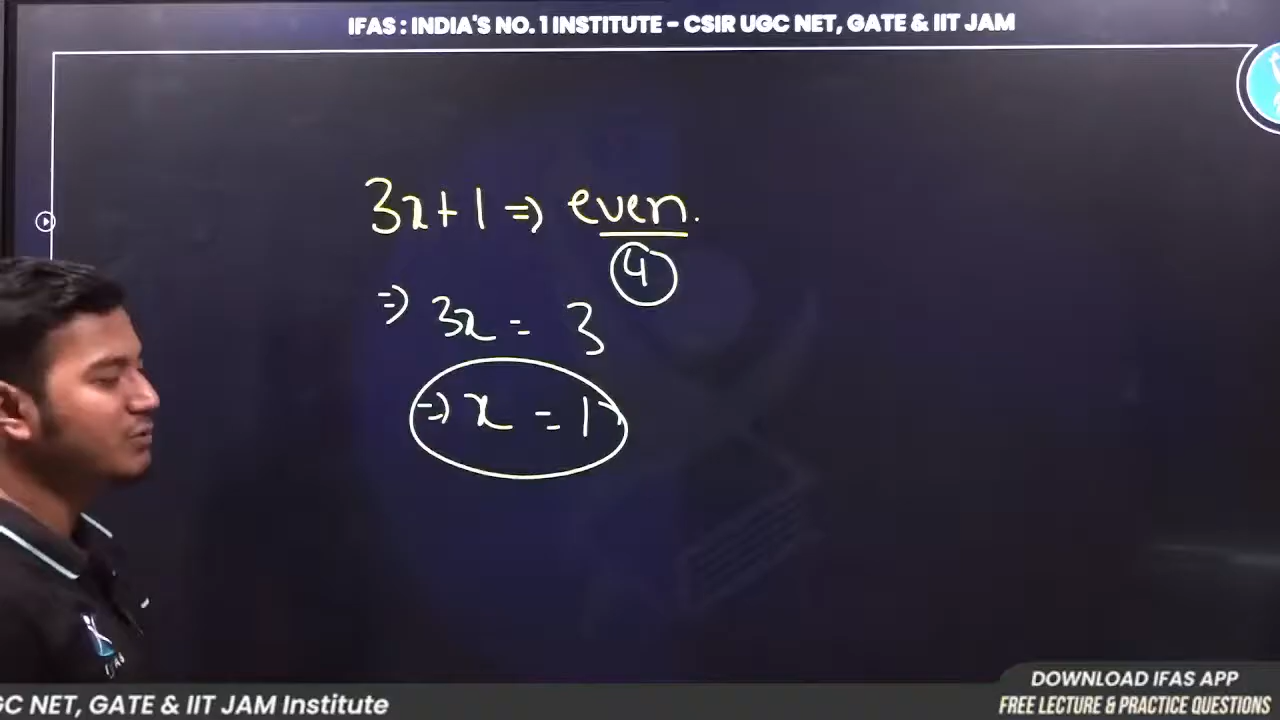 IFAS : INDIA'S NO. 1 INSTITUTE - CSIR UGC NET, GATE & IIT JAM
3x+1 ⇒ even.
4
⇒ 3x = 3
⇒ x = 1
IFAS
DOWNLOAD IFAS APP
GC NET, GATE & IIT JAM Institute
FREE LECTURE & PRACTICE QUESTIONS